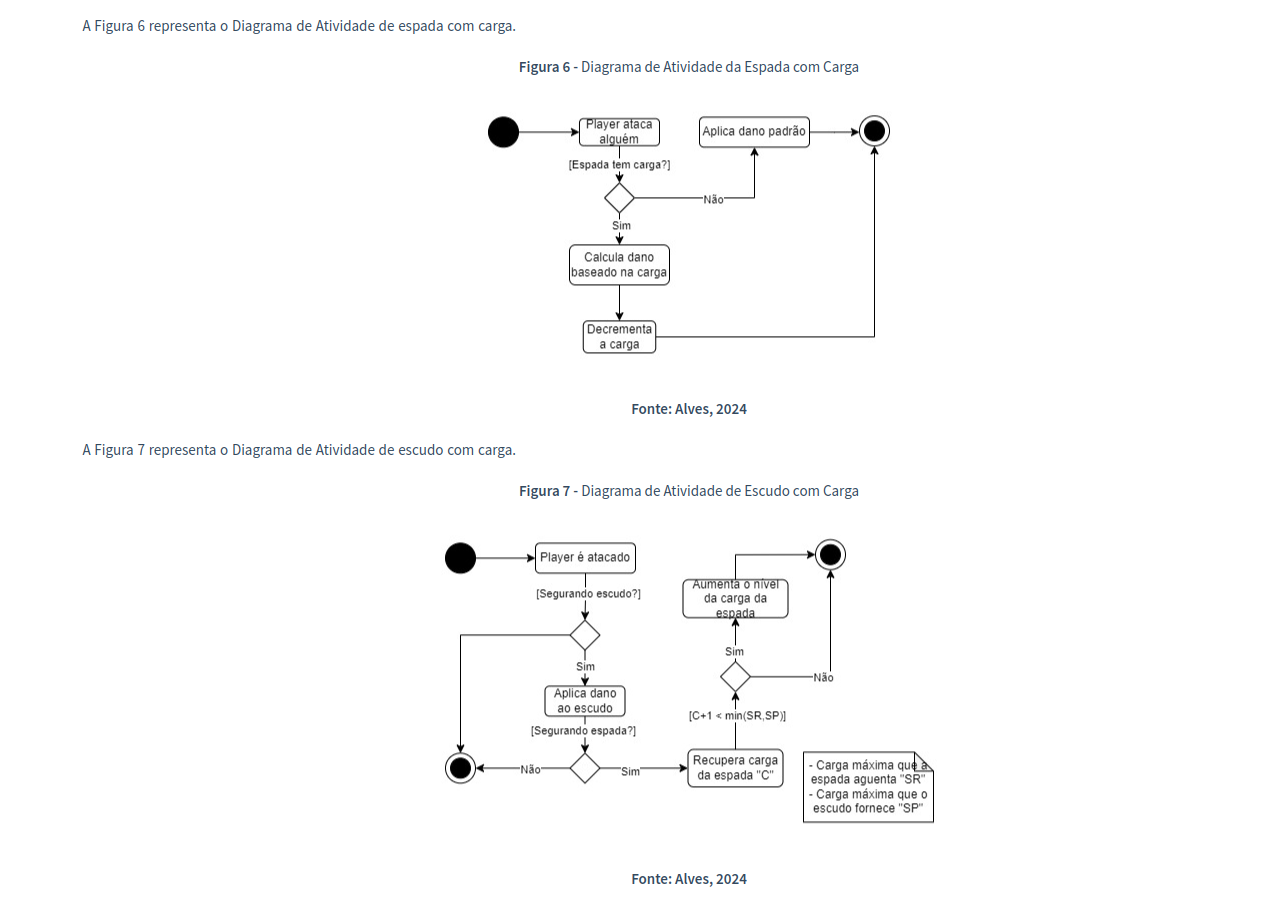 A Figura 6 representa o Diagrama de Atividade de espada com carga.
Figura 6 - Diagrama de Atividade da Espada com Carga
Player ataca
alguém
Aplica dano padrão
[Espada tem carga?]
Não
Sim
Calcula dano
baseado na carga
Decrementa
a carga
Fonte: Alves, 2024
A Figura 7 representa o Diagrama de Atividade de escudo com carga.
Figura 7 - Diagrama de Atividade de Escudo com Carga
Player é atacado
[Segurando escudo?]
Sim
Aplica dano
ao escudo
[Segurando espada?]
Não
Sim
Recupera carga
da espada "C"
[C+1 < min(SR,SP)]
Sim
Não
Aumenta o nível
da carga da
espada
- Carga máxima que a
espada aguenta "SR"
- Carga máxima que o
escudo fornece "SP"
Fonte: Alves, 2024